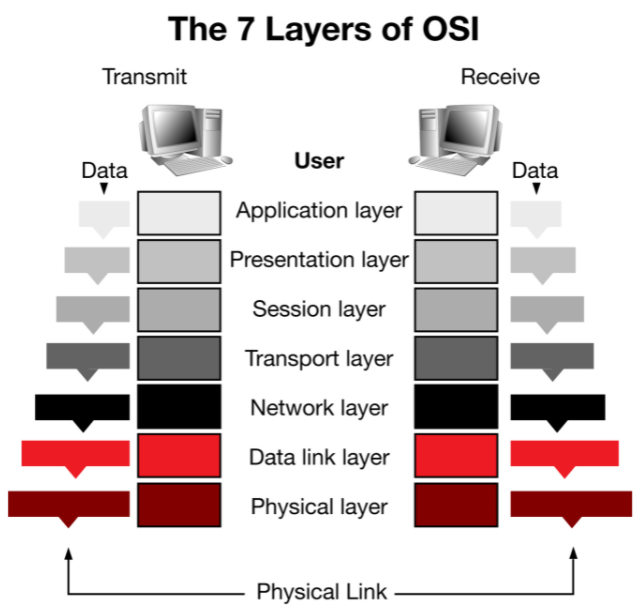 The 7 Layers of OSI
Transmit
Receive
User
Data
Data
Application layer
Presentation layer
Session layer
Transport layer
Network layer
Data link layer
Physical layer
Physical Link